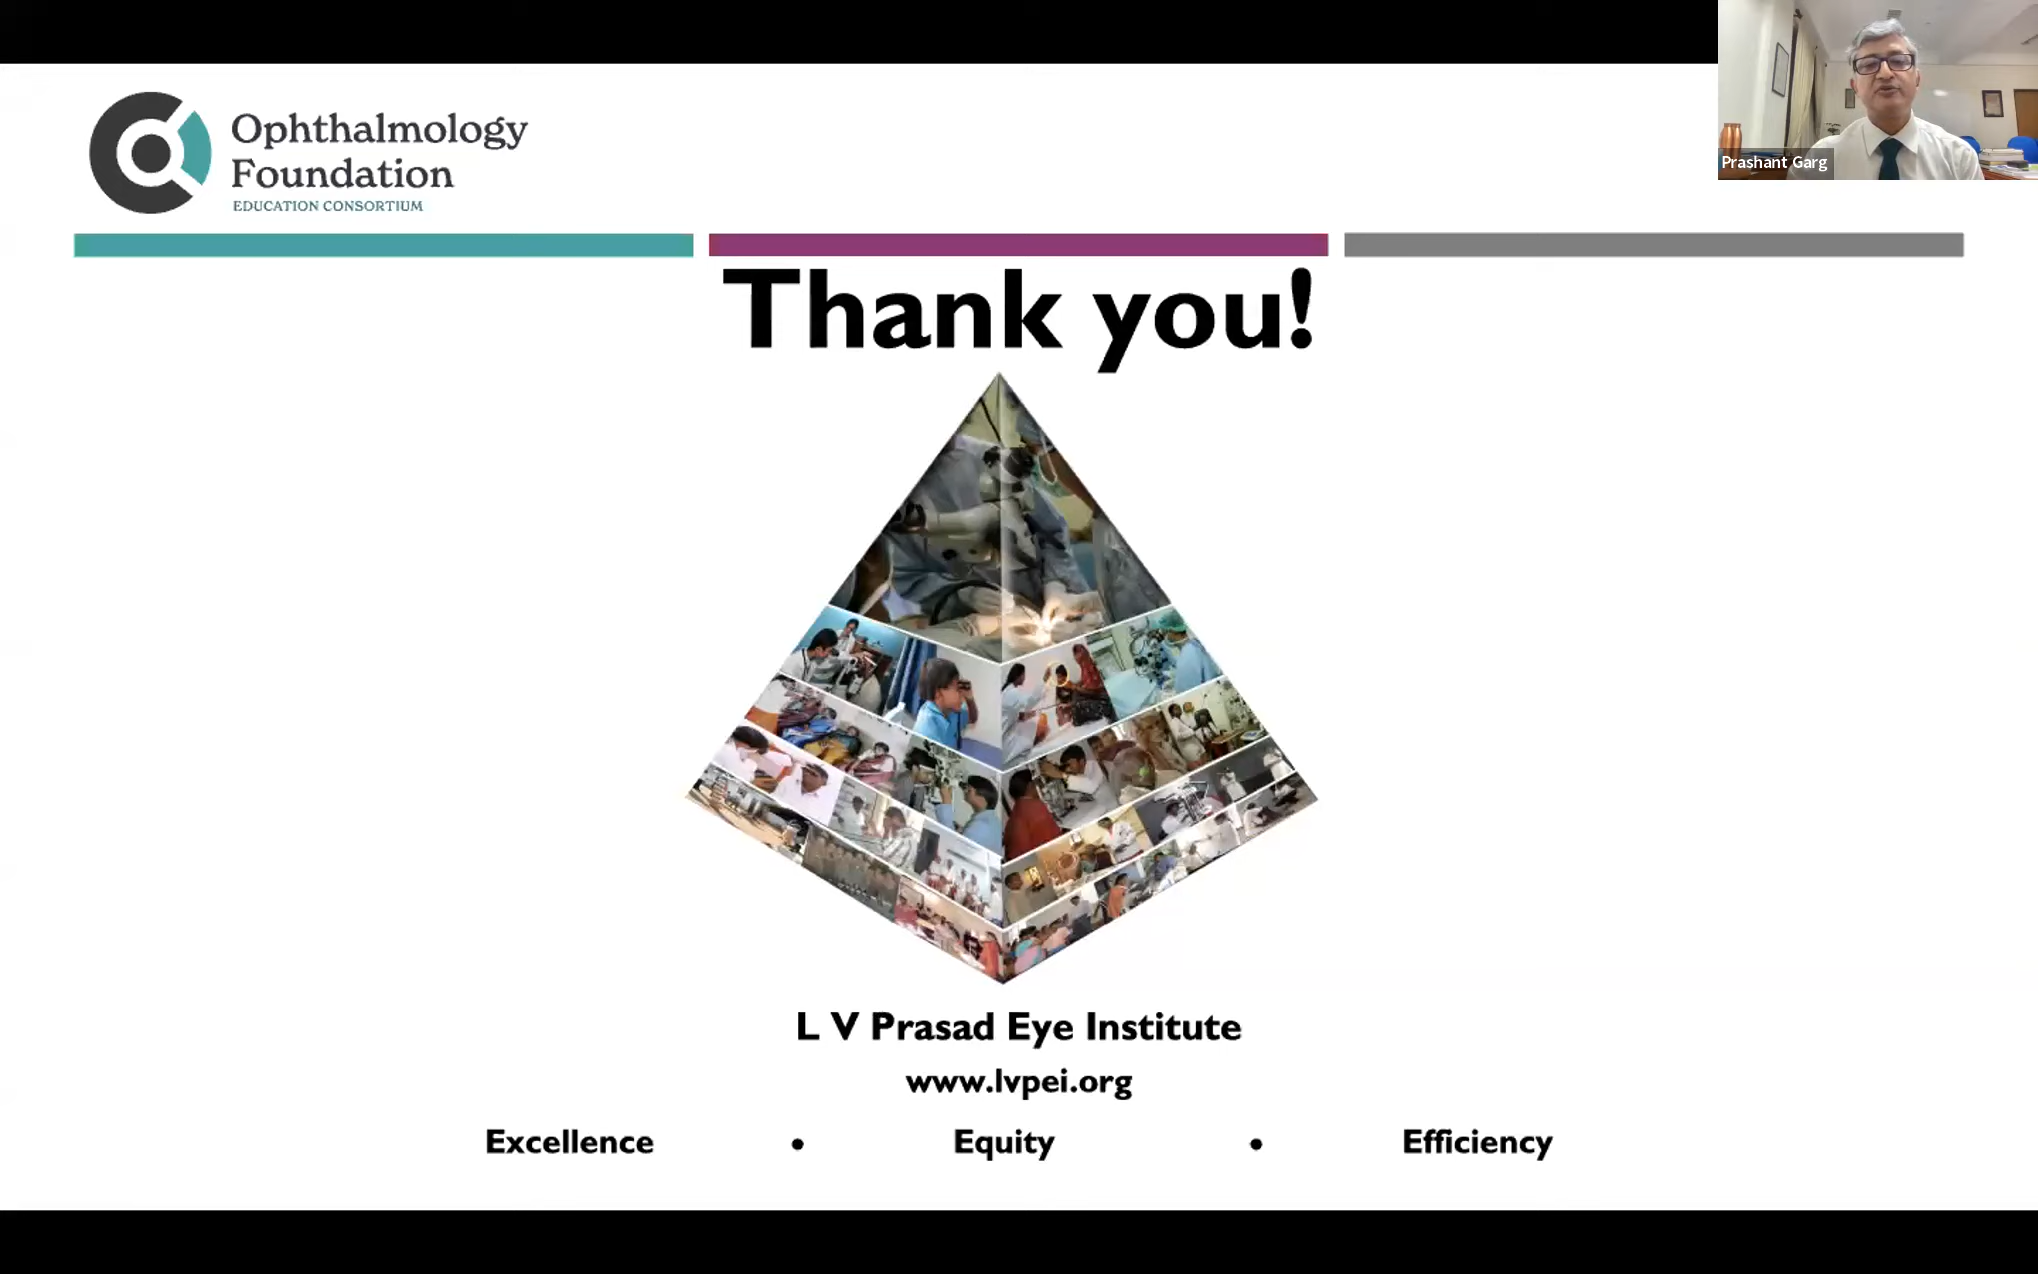 Ophthalmology
Foundation
EDUCATION CONSORTIUM
Prashant Garg
Thank you!
L V Prasad Eye Institute
www.lvpei.org
Excellence • Equity • Efficiency